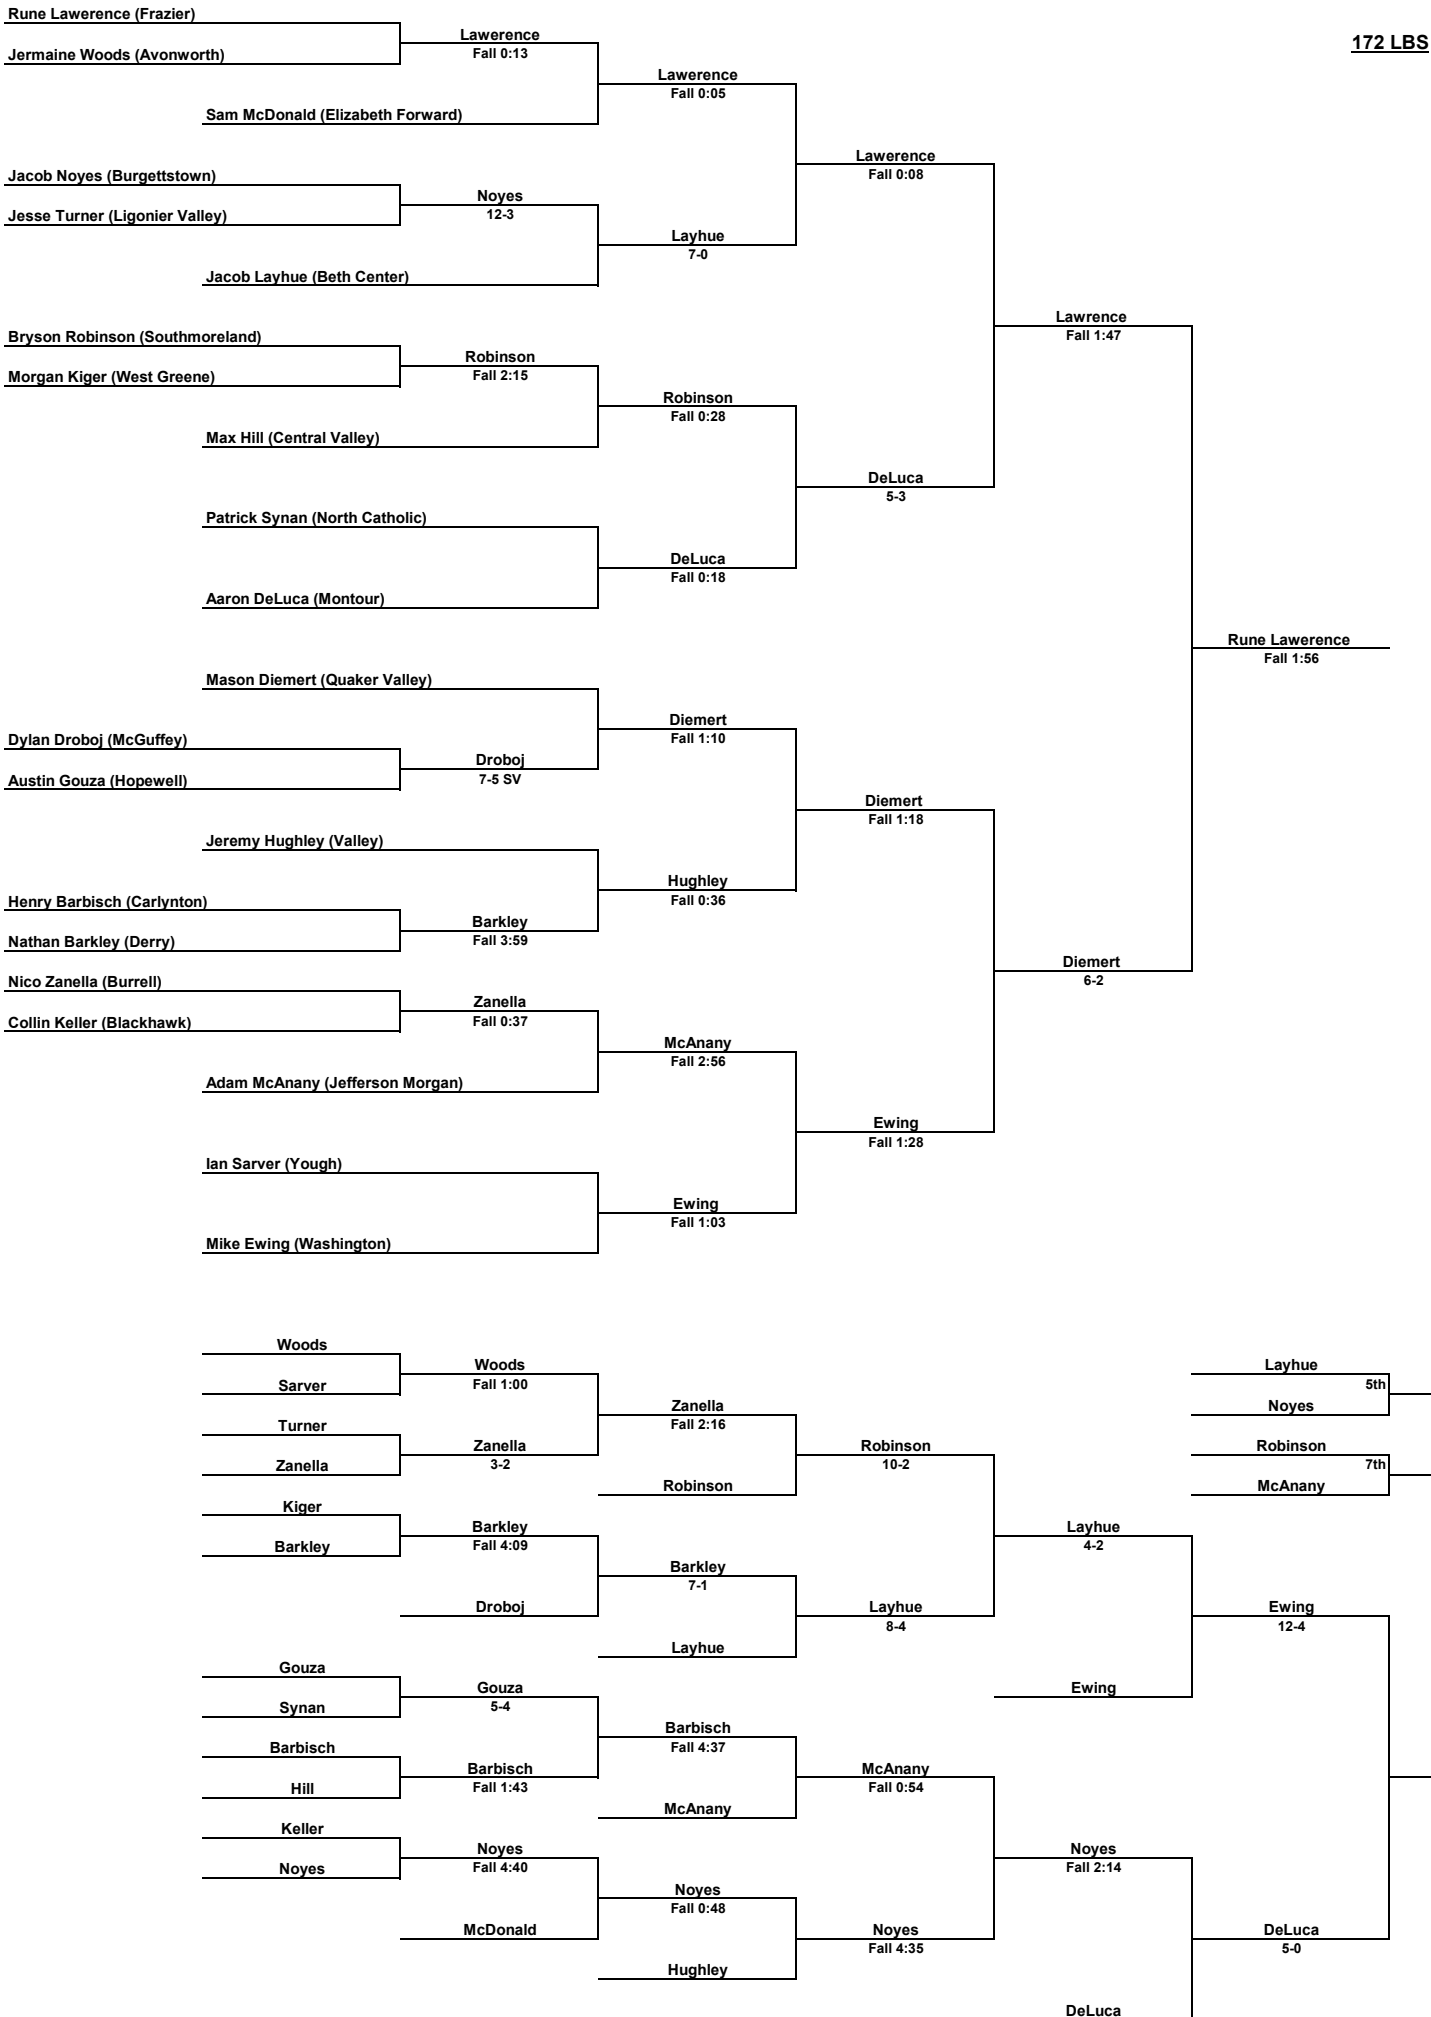 Rune Lawerence (Frazier)
Lawerence
172 LBS
Jermaine Woods (Avonworth)
Fall 0:13
Lawerence
Fall 0:05
Sam McDonald (Elizabeth Forward)
Lawerence
Fall 0:08
Jacob Noyes (Burgettstown)
Noyes
12-3
Jesse Turner (Ligonier Valley)
Layhue
7-0
Jacob Layhue (Beth Center)
Lawrence
Fall 1:47
Bryson Robinson (Southmoreland)
Robinson
Fall 2:15
Morgan Kiger (West Greene)
Robinson
Fall 0:28
Max Hill (Central Valley)
DeLuca
5-3
Patrick Synan (North Catholic)
DeLuca
Fall 0:18
Aaron DeLuca (Montour)
Rune Lawerence
Fall 1:56
Mason Diemert (Quaker Valley)
Diemert
Fall 1:10
Dylan Droboj (McGuffey)
Droboj
7-5 SV
Austin Gouza (Hopewell)
Diemert
Fall 1:18
Jeremy Hughley (Valley)
Hughley
Fall 0:36
Henry Barbisch (Carlynton)
Barkley
Fall 3:59
Nathan Barkley (Derry)
Diemert
6-2
Nico Zanella (Burrell)
Zanella
Fall 0:37
Collin Keller (Blackhawk)
McAnany
Fall 2:56
Adam McAnany (Jefferson Morgan)
Ewing
Fall 1:28
Ian Sarver (Yough)
Ewing
Fall 1:03
Mike Ewing (Washington)
Woods
Woods
Fall 1:00
Sarver
Layhue
5th
Noyes
Zanella
Fall 2:16
Turner
Zanella
3-2
Zanella
Robinson
10-2
Robinson
Robinson
7th
McAnany
Kiger
Barkley
Fall 4:09
Barkley
Layhue
4-2
Barkley
7-1
Droboj
Layhue
8-4
Layhue
Ewing
12-4
Gouza
Gouza
5-4
Synan
Ewing
Barbisch
Fall 4:37
Barbisch
Barbisch
Fall 1:43
Hill
McAnany
Fall 0:54
McAnany
Keller
Noyes
Fall 4:40
Noyes
Noyes
Fall 2:14
Noyes
Fall 0:48
McDonald
Noyes
Fall 4:35
DeLuca
5-0
Hughley
DeLuca